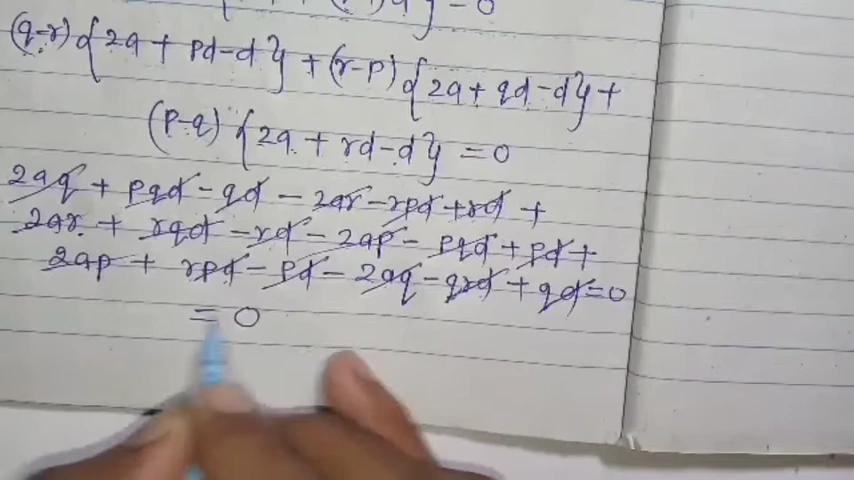 (q-r){2a + pd-d} + (r-p) {2a + qd-d} +
(p-q) {2a + rd-d} = 0
2aq + pqd - qd - 2ar - rpd + rd +
2ar + rqd - rd - 2ap - pqd + pd +
2ap + rpd - pd - 2aq - qrd + qd = 0
= 0